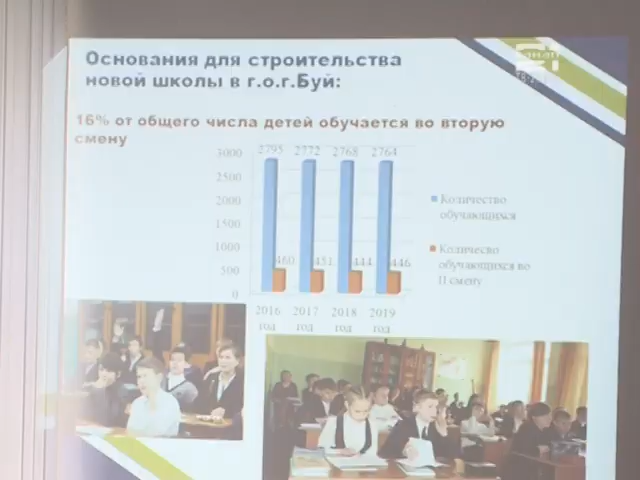 Основания для строительства
новой школы в г.о.г.Буй:
16% от общего числа детей обучается во вторую
смену
3000
2500
2000
1500
1000
500
0
2795 2772 2768 2764
460 451 444 446
2016 год
2017 год
2018 год
2019 год
Количество
обучающихся
Количесво
обучающихся во
II смену